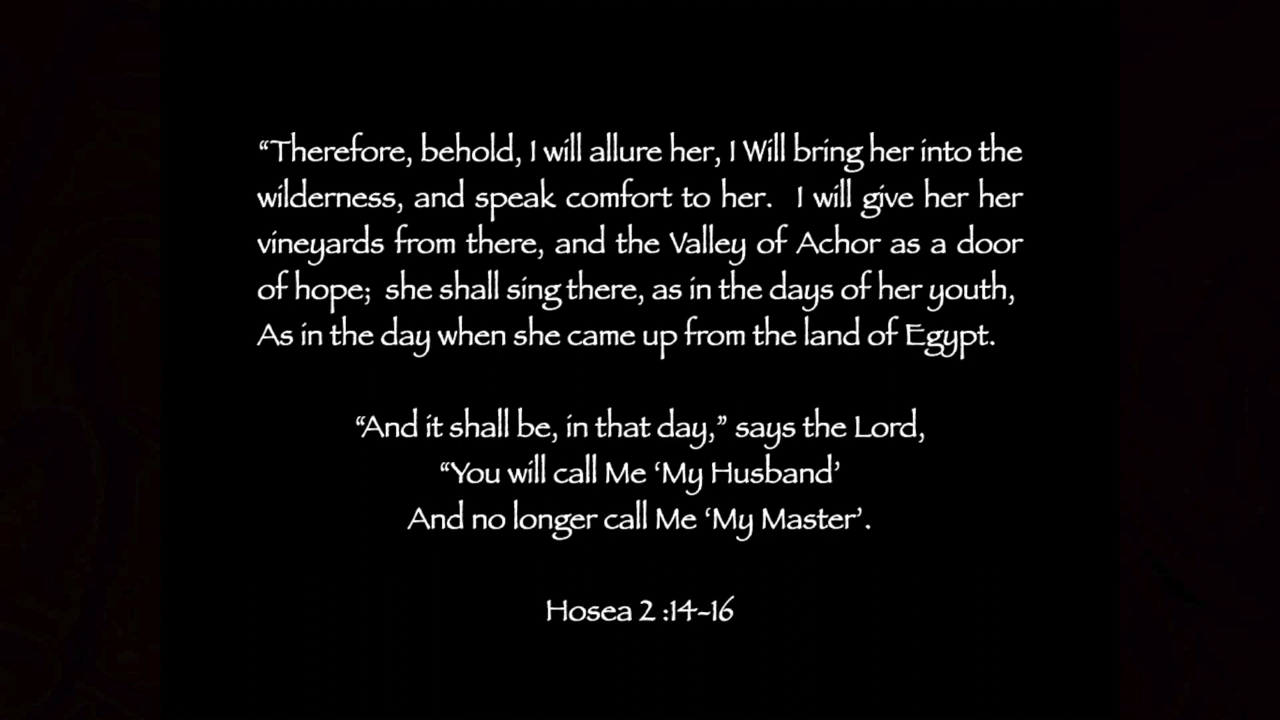 “Therefore, behold, I will allure her, I Will bring her into the
wilderness, and speak comfort to her. I will give her her
vineyards from there, and the Valley of Achor as a door
of hope; she shall sing there, as in the days of her youth,
As in the day when she came up from the land of Egypt.
“And it shall be, in that day,” says the Lord,
“You will call Me ‘My Husband’
And no longer call Me ‘My Master’.
Hosea 2 :14-16